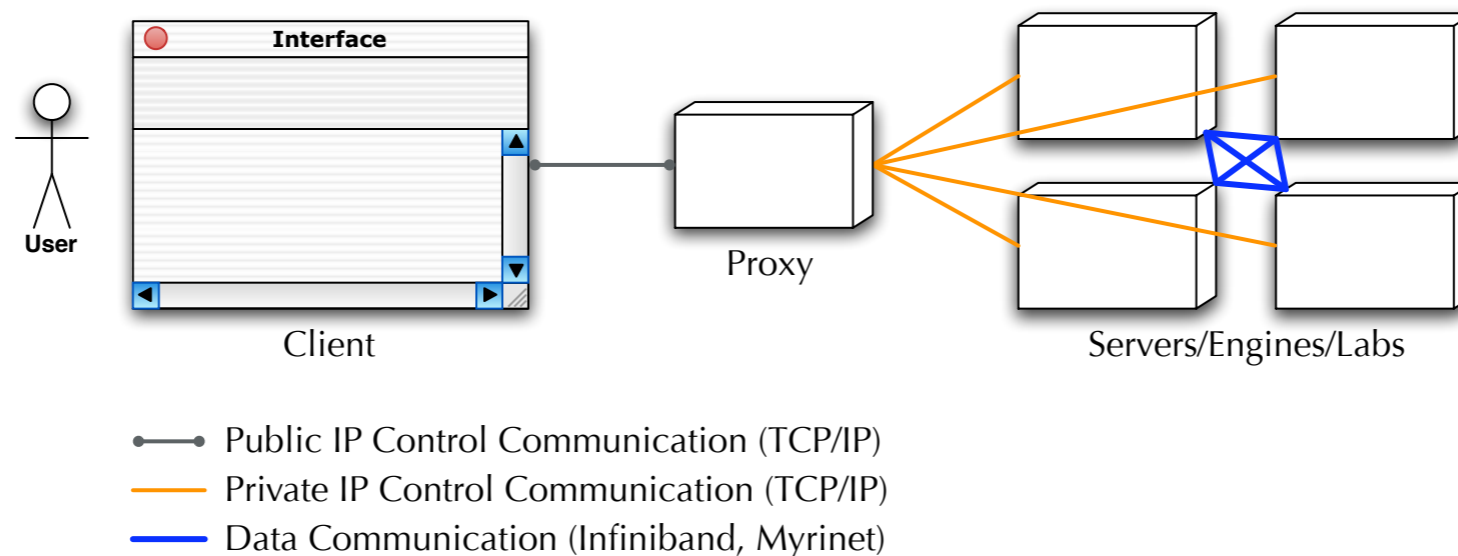 Interface
User
Proxy
Client
Servers/Engines/Labs
Public IP Control Communication (TCP/IP)
Private IP Control Communication (TCP/IP)
Data Communication (Infiniband, Myrinet)